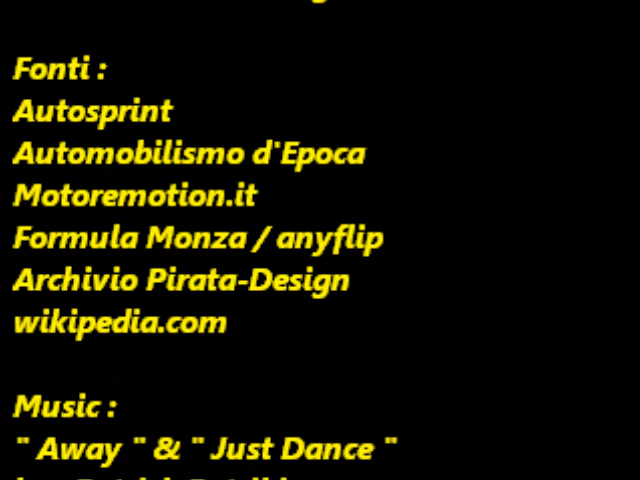 Fonti :
Autosprint
Automobilismo d'Epoca
Motoremotion.it
Formula Monza / anyflip
Archivio Pirata-Design
wikipedia.com
Music :
" Away " & " Just Dance "